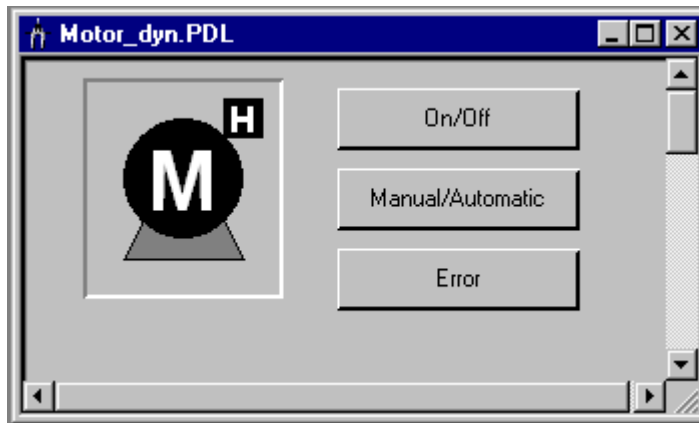 Motor_dyn.PDL
H
M
On/Off
Manual/Automatic
Error